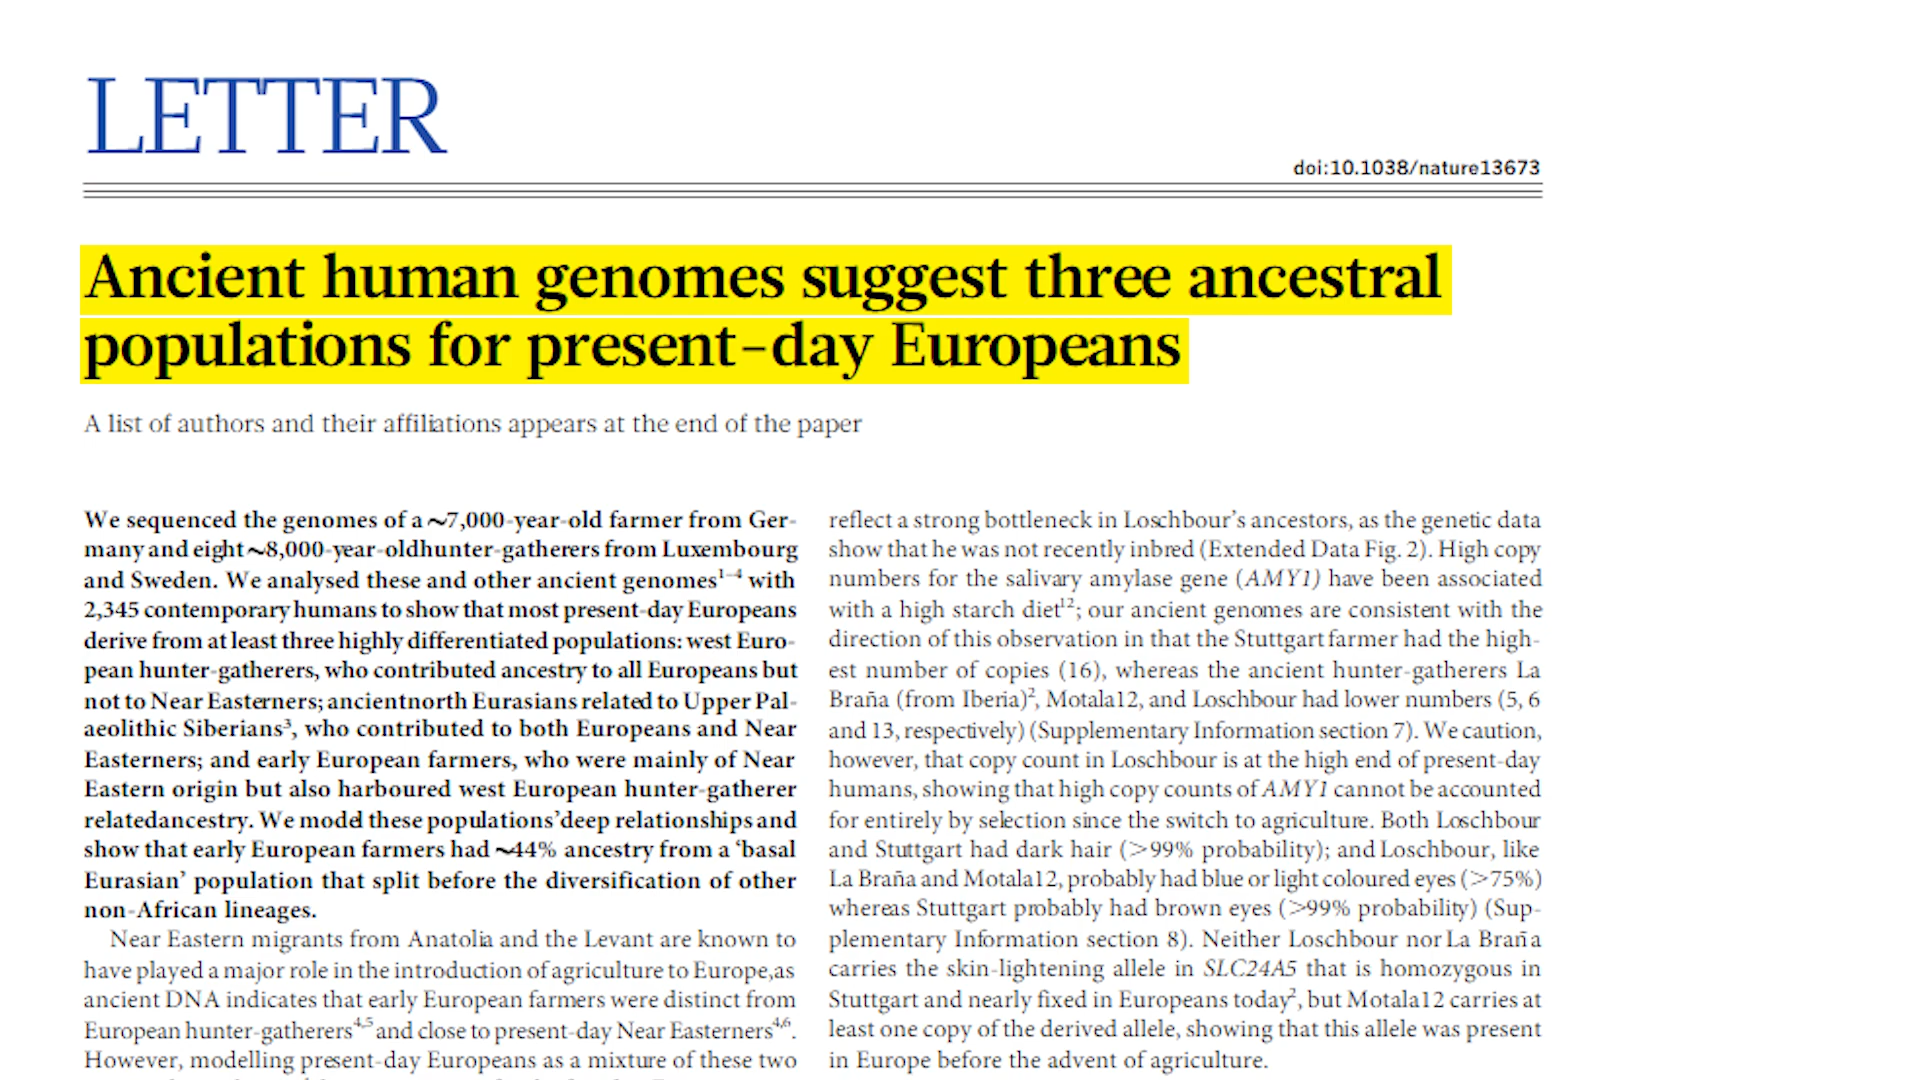 LETTER
doi:10.1038/nature13673
Ancient human genomes suggest three ancestral
populations for present-day Europeans
A list of authors and their affiliations appears at the end of the paper
We sequenced the genomes of a ~7,000-year-old farmer from Ger-
many and eight ~8,000-year-oldhunter-gatherers from Luxembourg
and Sweden. We analysed these and other ancient genomes1–4 with
2,345 contemporary humans to show that most present-day Europeans
derive from at least three highly differentiated populations: west Euro-
pean hunter-gatherers, who contributed ancestry to all Europeans but
not to Near Easterners; ancient north Eurasians related to Upper Pal-
aeolithic Siberians3, who contributed to both Europeans and Near
Easterners; and early European farmers, who were mainly of Near
Eastern origin but also harboured west European hunter-gatherer
related ancestry. We model these populations' deep relationships and
show that early European farmers had ~44% ancestry from a ‘basal
Eurasian’ population that split before the diversification of other
non-African lineages.
Near Eastern migrants from Anatolia and the Levant are known to
have played a major role in the introduction of agriculture to Europe, as
ancient DNA indicates that early European farmers were distinct from
European hunter-gatherers4,5 and close to present-day Near Easterners4,6.
However, modelling present-day Europeans as a mixture of these two
reflect a strong bottleneck in Loschbour’s ancestors, as the genetic data
show that he was not recently inbred (Extended Data Fig. 2). High copy
numbers for the salivary amylase gene (AMY1) have been associated
with a high starch diet12; our ancient genomes are consistent with the
direction of this observation in that the Stuttgart farmer had the high-
est number of copies (16), whereas the ancient hunter-gatherers La
Braña (from Iberia)2, Motala12, and Loschbour had lower numbers (5, 6
and 13, respectively) (Supplementary Information section 7). We caution,
however, that copy count in Loschbour is at the high end of present-day
humans, showing that high copy counts of AMY1 cannot be accounted
for entirely by selection since the switch to agriculture. Both Loschbour
and Stuttgart had dark hair (>99% probability); and Loschbour, like
La Braña and Motala12, probably had blue or light coloured eyes (>75%)
whereas Stuttgart probably had brown eyes (>99% probability) (Sup-
plementary Information section 8). Neither Loschbour nor La Braña
carries the skin-lightening allele in SLC24A5 that is homozygous in
Stuttgart and nearly fixed in Europeans today2, but Motala12 carries at
least one copy of the derived allele, showing that this allele was present
in Europe before the advent of agriculture.